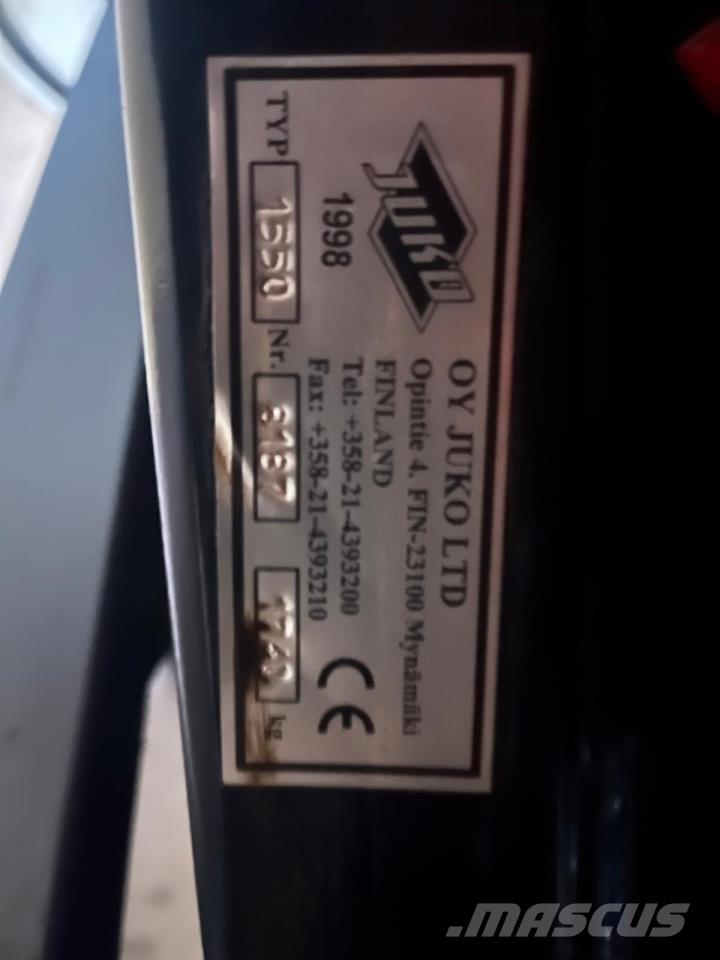 JUKO
1998
OY JUKO LTD
Opintie 4. FIN-23100 Mynämäki
FINLAND
Tel: +358-21-4393200
Fax: +358-21-4393210
CE
TYP 1550 Nr. kg
MASCUS